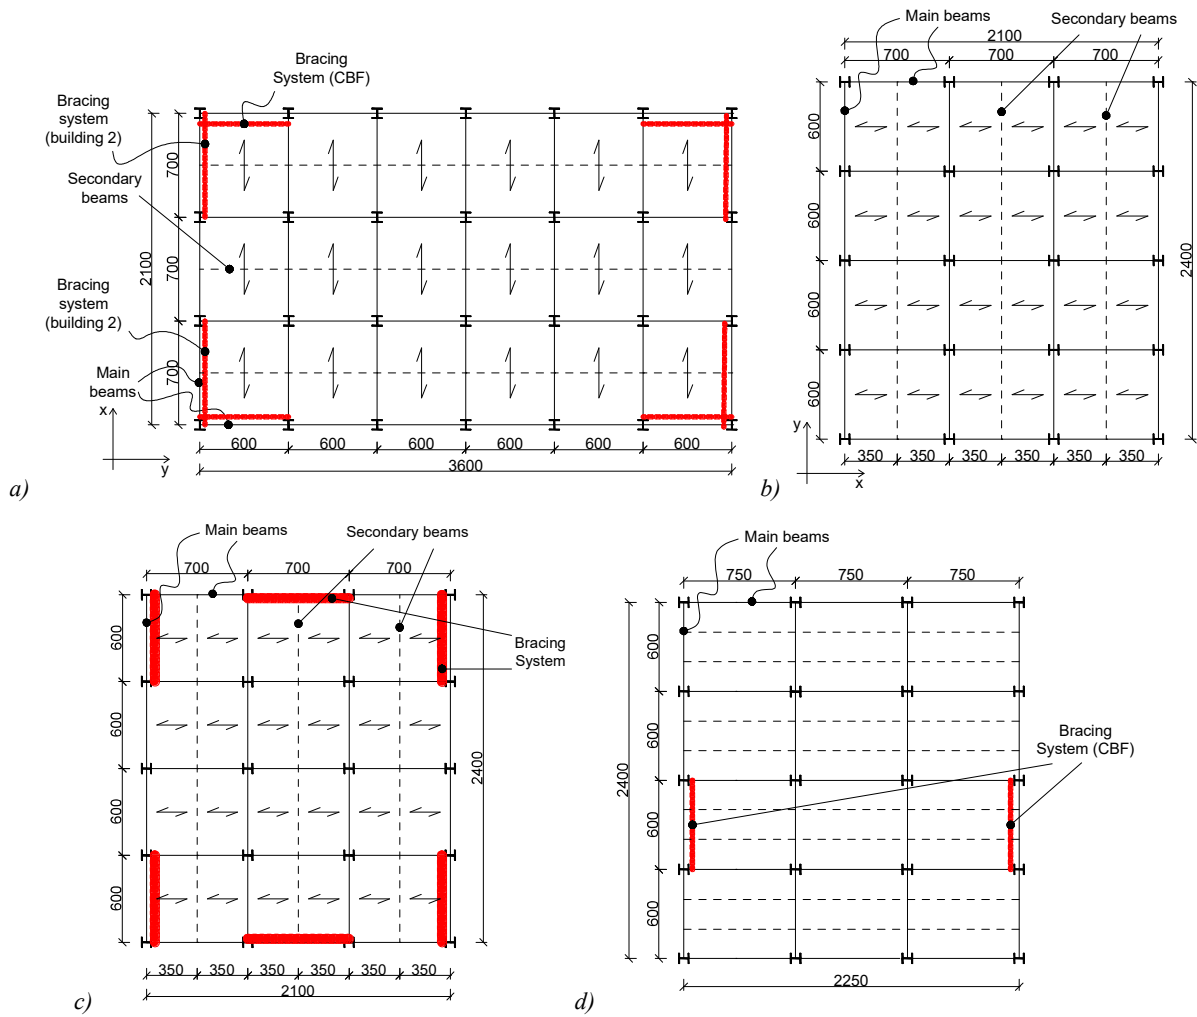 Bracing
System (CBF)
Bracing
system
(building 2)
Secondary
beams
Bracing
system
(building 2)
Main
beams
2100
700
700
700
x
y
600
600
600
600
600
600
3600
a)
Main beams
Secondary beams
2100
700
700
700
600
600
600
600
2400
y
x
350
350
350
350
350
350
b)
Main beams
Secondary beams
700
700
700
600
600
600
600
2400
Bracing
System
350
350
350
350
350
350
2100
c)
Main beams
750
750
750
2400
600
600
600
600
Bracing
System (CBF)
2250
d)